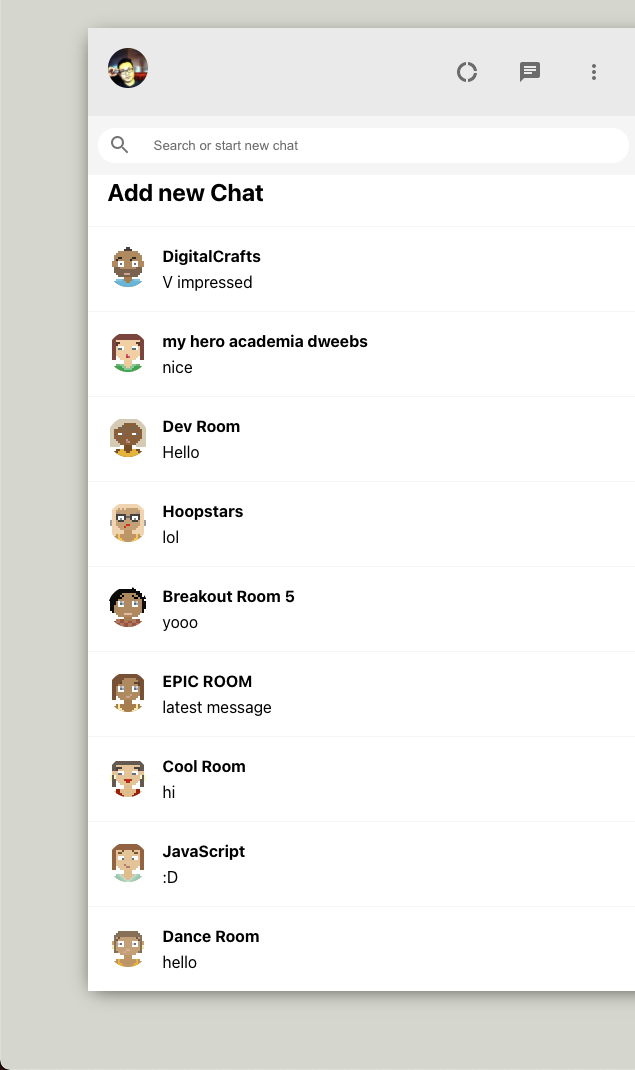 Search or start new chat
Add new Chat
DigitalCrafts
V impressed
my hero academia dweebs
nice
Dev Room
Hello
Hoopstars
lol
Breakout Room 5
yooo
EPIC ROOM
latest message
Cool Room
hi
JavaScript
:D
Dance Room
hello